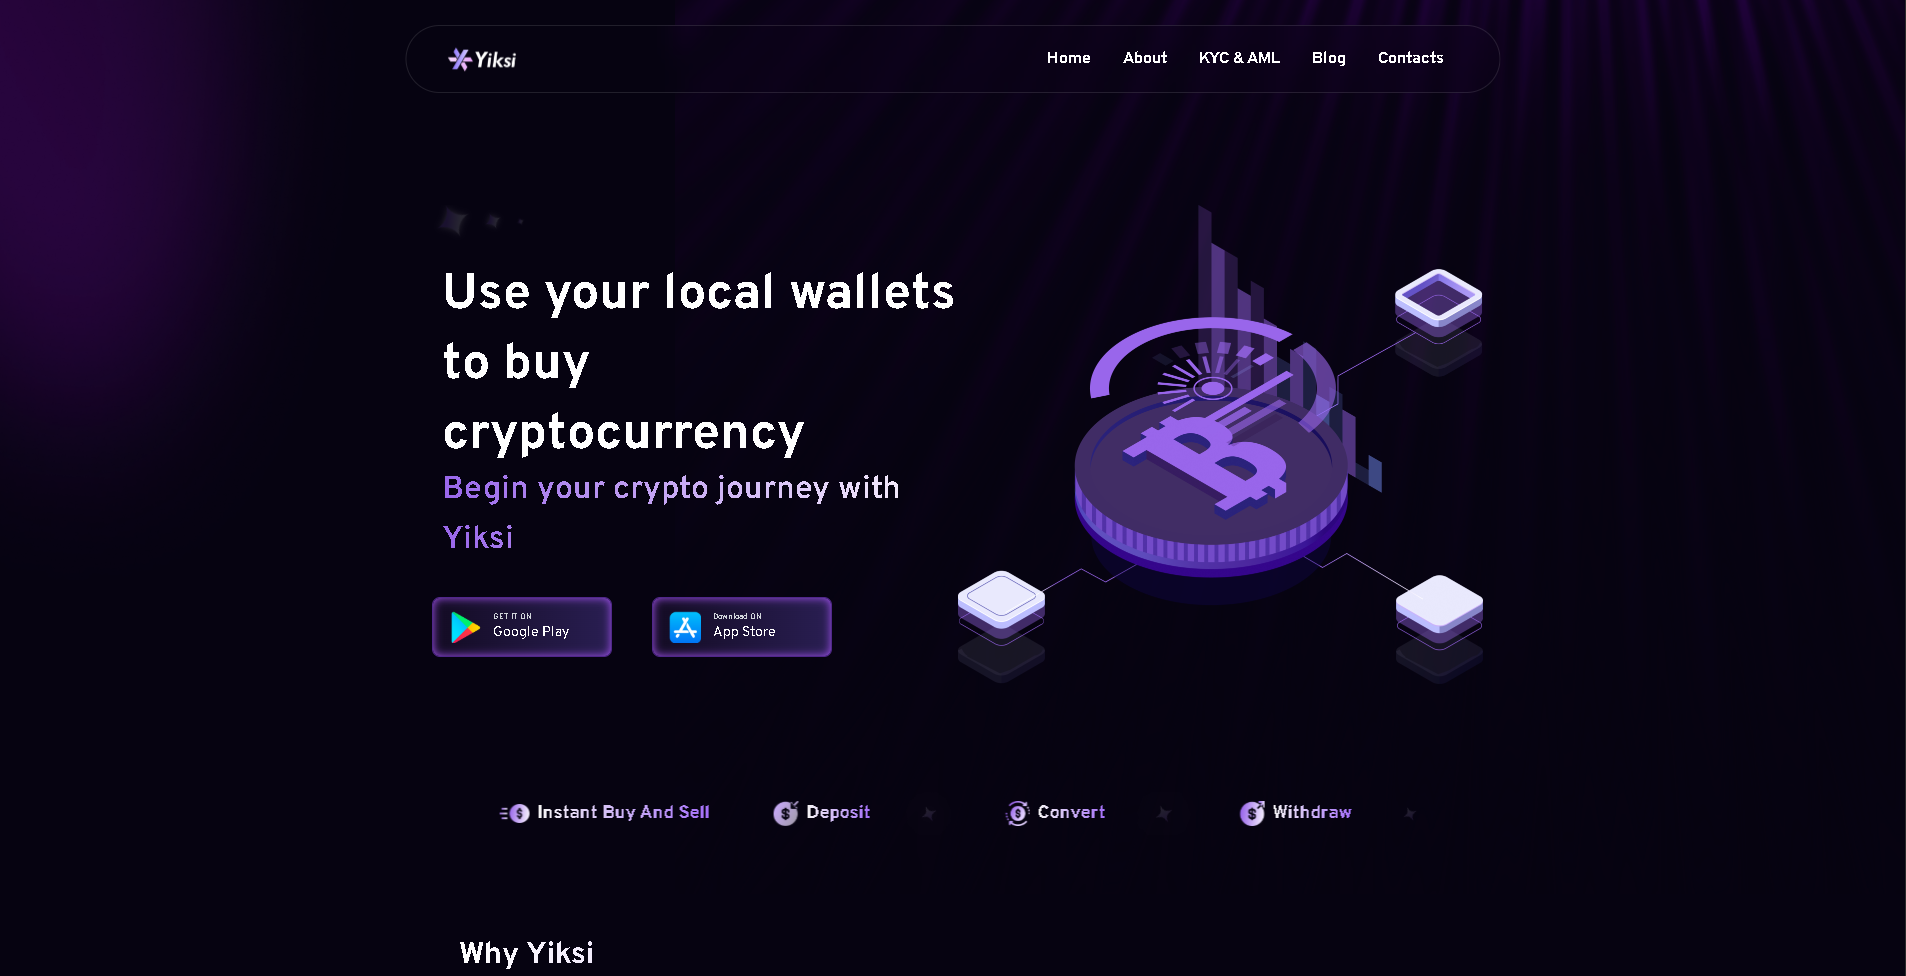 Yiksi
Home
About
KYC & AML
Blog
Contacts
Use your local wallets
to buy
cryptocurrency
Begin your crypto journey with
Yiksi
GET IT ON
Google Play
Download ON
App Store
Instant Buy And Sell
Deposit
Convert
Withdraw
Why Yiksi